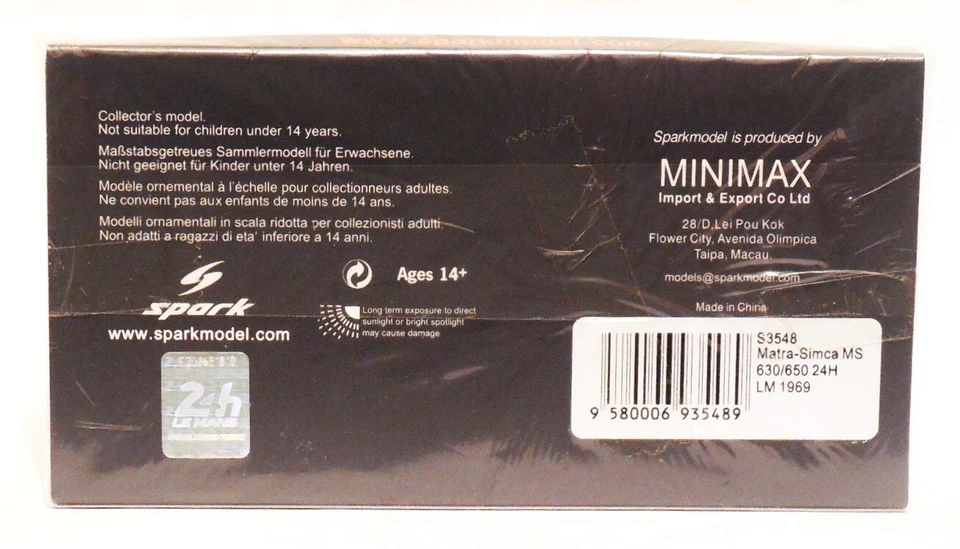 www.sparkmodel.com
Collector's model.
Not suitable for children under 14 years.
Maßstabsgetreues Sammlermodell für Erwachsene.
Nicht geeignet für Kinder unter 14 Jahren.
Modèle ornemental à l'échelle pour collectionneurs adultes.
Ne convient pas aux enfants de moins de 14 ans.
Modelli ornamentali in scala ridotta per collezionisti adulti.
Non adatti a ragazzi di eta' inferiore a 14 anni.
Ages 14+
spark
www.sparkmodel.com
Long term exposure to direct
sunlight or bright spotlight
may cause damage
24h
LE MANS
Sparkmodel is produced by
MINIMAX
Import & Export Co Ltd
28/D,Lei Pou Kok
Flower City, Avenida Olimpica
Taipa, Macau.
models@sparkmodel.com
Made in China
S3548
Matra-Simca MS
630/650 24H
LM 1969
9 580006 935489